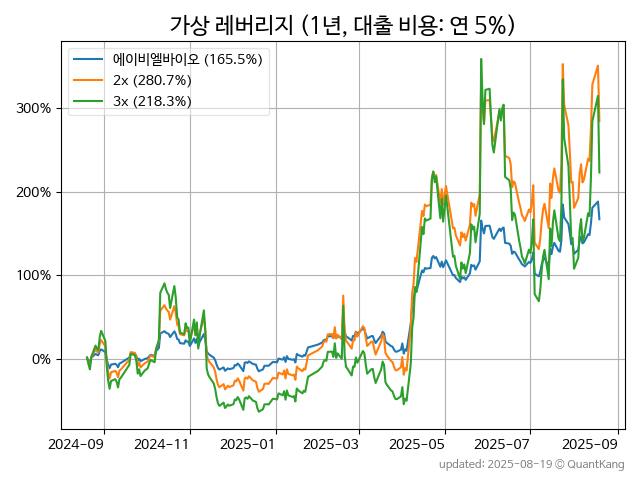 가상 레버리지 (1년, 대출 비용: 연 5%)
에이비엘바이오 (165.5%)
2x (280.7%)
3x (218.3%)
300%
200%
100%
0%
2024-09
2024-11
2025-01
2025-03
2025-05
2025-07
2025-09
updated: 2025-08-19 © QuantKang